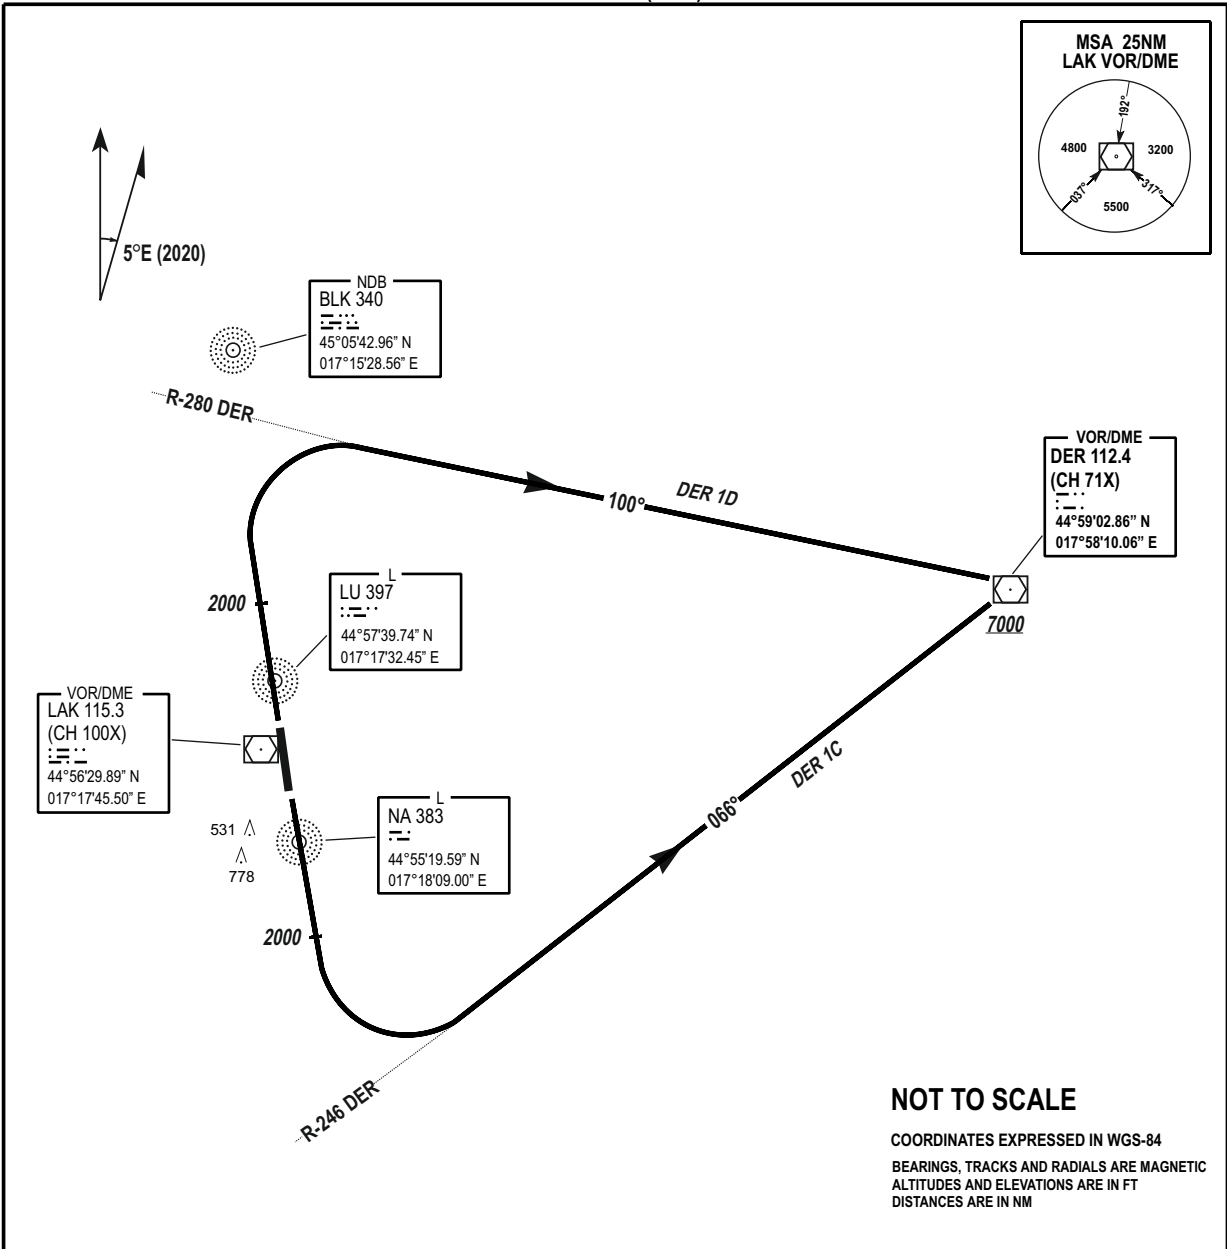 MSA 25NM
LAK VOR/DME
192°
4800
3200
037°
317°
5500
5°E (2020)
NDB
BLK 340
45°05'42.96” N
017°15'28.56” E
R-280 DER
VOR/DME
DER 112.4
(CH 71X)
44°59'02.86” N
017°58'10.06” E
100°
DER 1D
L
LU 397
44°57'39.74” N
017°17'32.45” E
2000
7000
VOR/DME
LAK 115.3
(CH 100X)
44°56'29.89” N
017°17'45.50” E
DER 1C
066°
L
NA 383
44°55'19.59” N
017°18'09.00” E
531
778
2000
R-246 DER
NOT TO SCALE
COORDINATES EXPRESSED IN WGS-84
BEARINGS, TRACKS AND RADIALS ARE MAGNETIC
ALTITUDES AND ELEVATIONS ARE IN FT
DISTANCES ARE IN NM